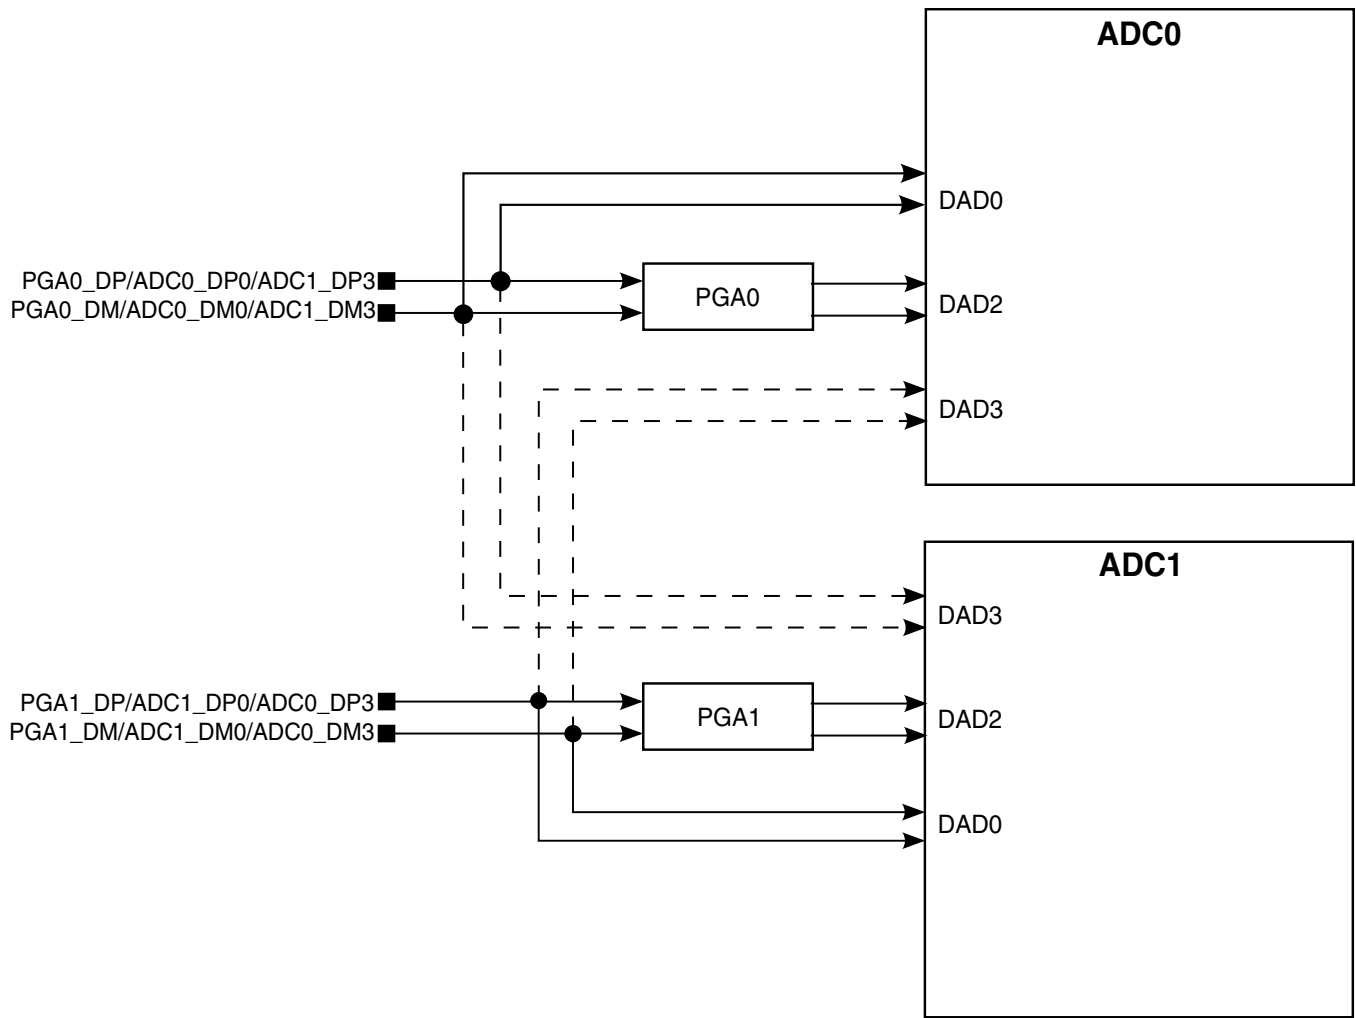 ADC0
DAD0
PGA0_DP/ADC0_DP0/ADC1_DP3
PGA0
PGA0_DM/ADC0_DM0/ADC1_DM3
DAD2
DAD3
ADC1
DAD3
PGA1_DP/ADC1_DP0/ADC0_DP3
PGA1
DAD2
PGA1_DM/ADC1_DM0/ADC0_DM3
DAD0